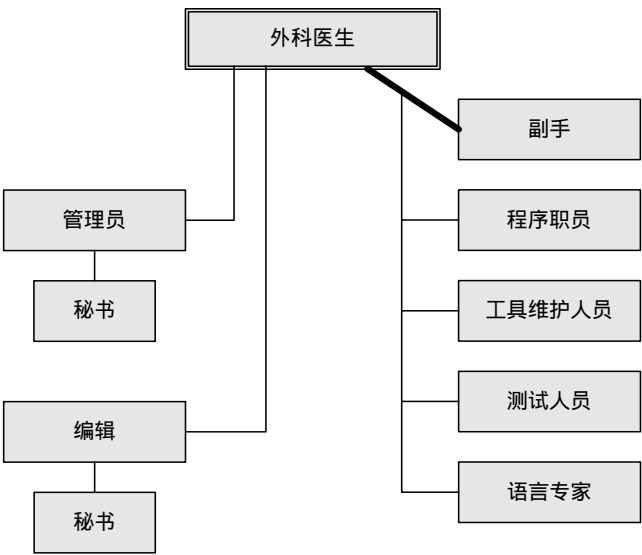 外科医生
副手
管理员
程序职员
秘书
工具维护人员
测试人员
编辑
语言专家
秘书